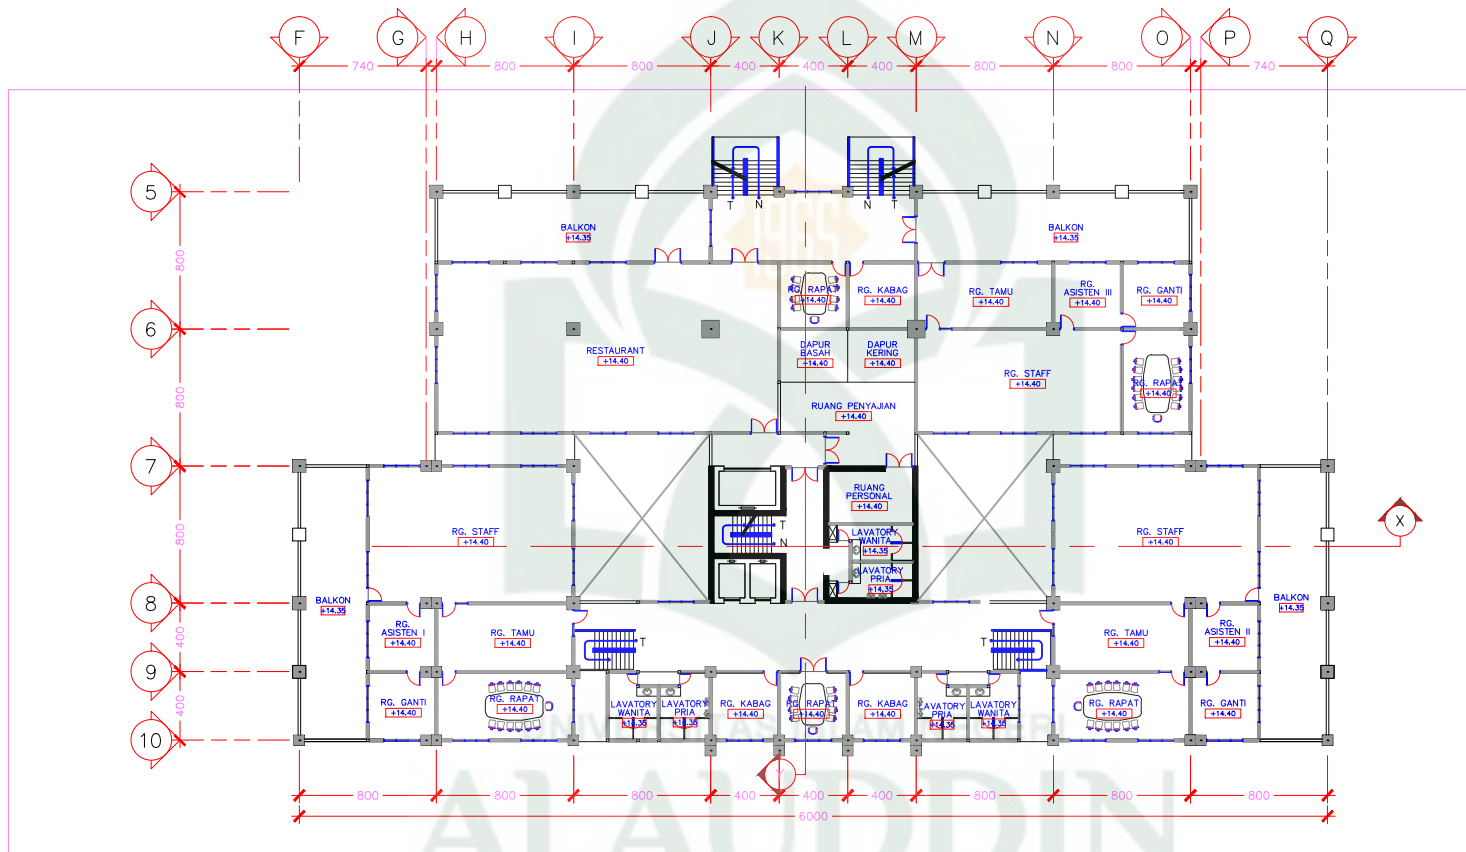 F G H I J K L M N O P Q
740 800 800 400 400 400 800 800 740
5
T N N T
1965
BALKON
+14.35
BALKON
+14.35
800
RG. RAPAT
+14.40
RG. KABAG
+14.40
RG. TAMU
+14.40
RG.
ASISTEN III
+14.40
RG. GANTI
+14.40
6
RESTAURANT
+14.40
DAPUR
BASAH
+14.40
DAPUR
KERING
+14.40
RG. STAFF
+14.40
RG. RAPAT
+14.40
800
RUANG PENYAJIAN
+14.40
7
RUANG
PERSONAL
+14.40
X
RG. STAFF
+14.40
T
N
LAVATORY
WANITA
+14.35
RG. STAFF
+14.40
800
LAVATORY
PRIA
+14.35
8
BALKON
+14.35
BALKON
+14.35
RG.
ASISTEN I
+14.40
RG. TAMU
+14.40
T
T
RG. TAMU
+14.40
RG.
ASISTEN II
+14.40
400
9
RG. GANTI
+14.40
RG. RAPAT
+14.40
LAVATORY
WANITA
+14.35
LAVATORY
PRIA
+14.35
RG. KABAG
+14.40
RG. RAPAT
+14.40
RG. KABAG
+14.40
LAVATORY
PRIA
+14.35
LAVATORY
WANITA
+14.35
RG. RAPAT
+14.40
RG. GANTI
+14.40
400
10
UNIVERSITAS ISLAM NEGERI
Y
ALAUDDIN
800 800 800 400 400 400 800 800 800
6000